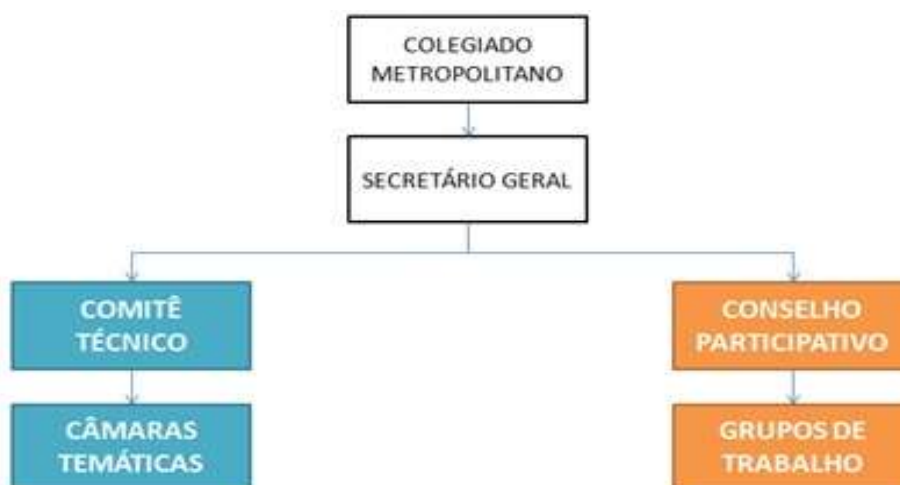 COLEGIADO
METROPOLITANO
SECRETÁRIO GERAL
COMITÊ
TÉCNICO
CONSELHO
PARTICIPATIVO
CÂMARAS
TEMÁTICAS
GRUPOS DE
TRABALHO